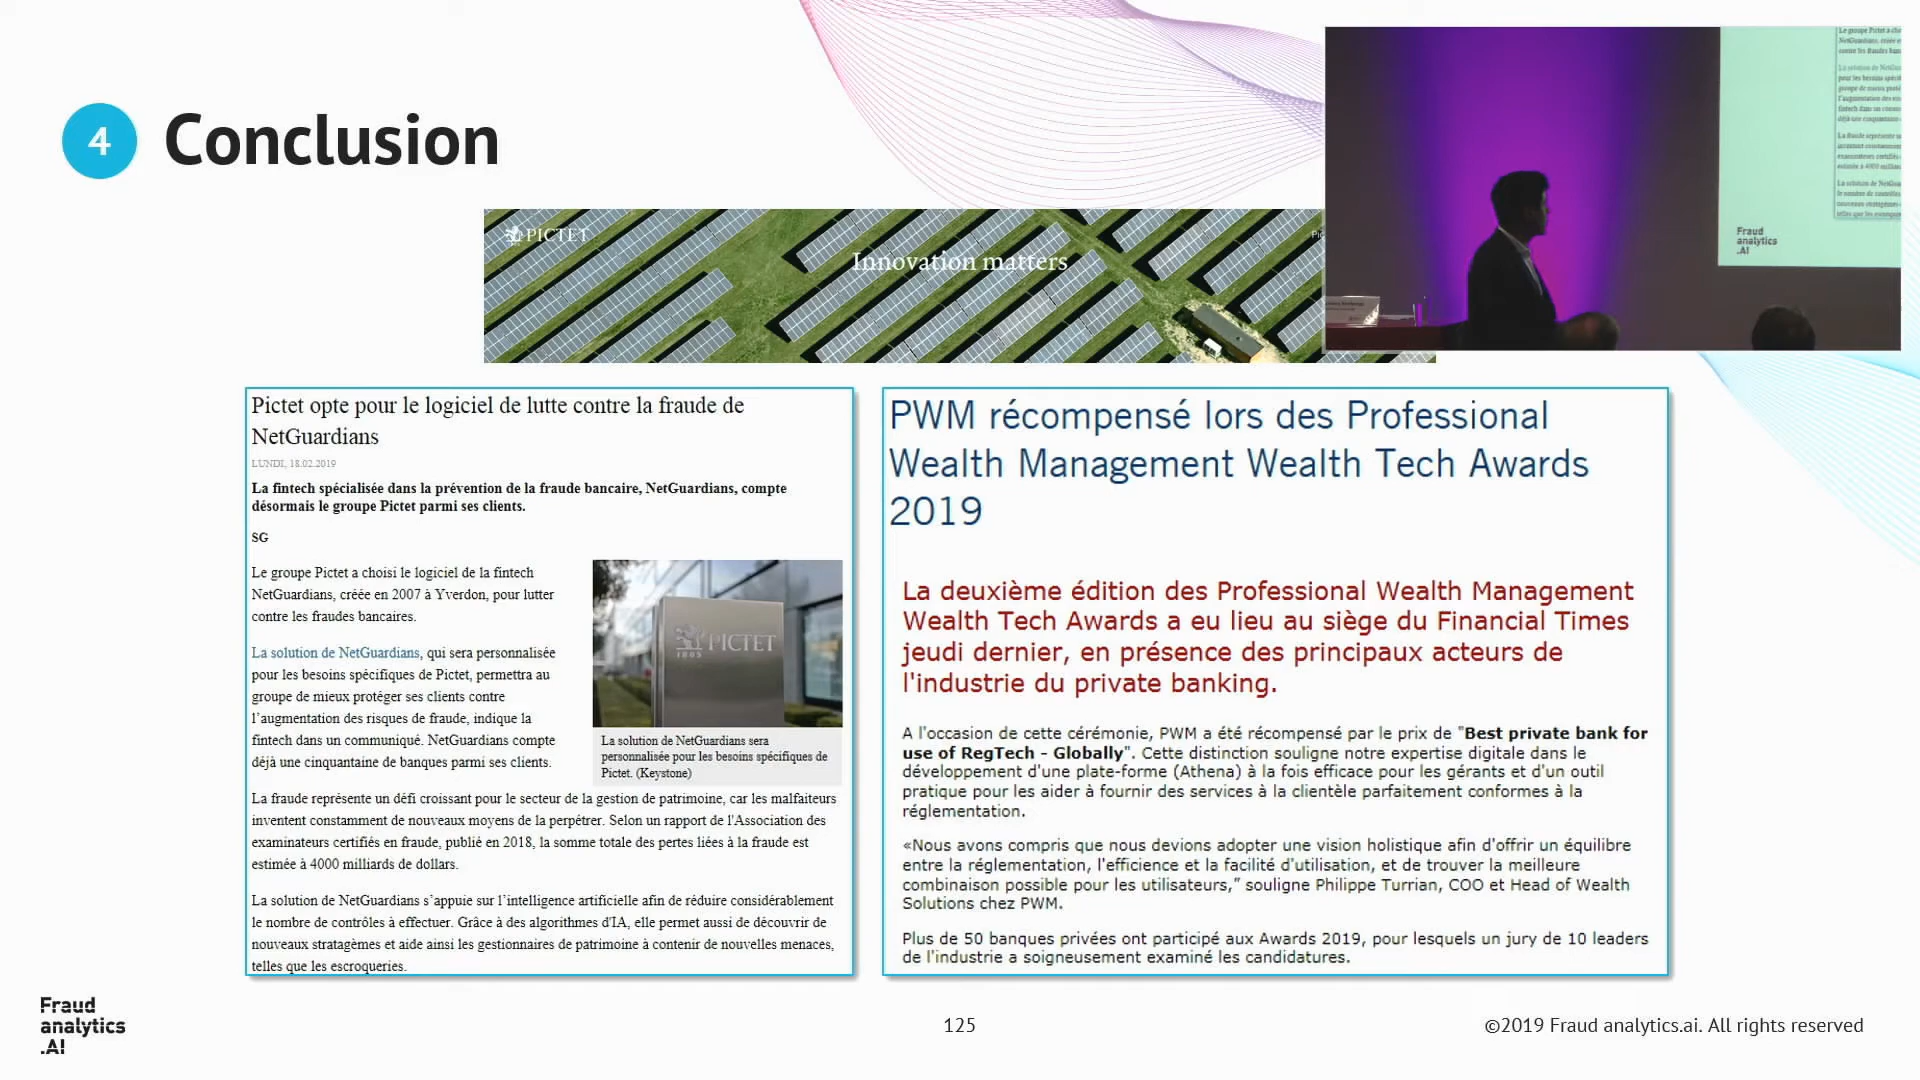 4 Conclusion
PICTET
Innovation matters
Pictet opte pour le logiciel de lutte contre la fraude de
NetGuardians
LUNDI, 18.02.2019
La fintech spécialisée dans la prévention de la fraude bancaire, NetGuardians, compte
désormais le groupe Pictet parmi ses clients.
SG
Le groupe Pictet a choisi le logiciel de la fintech
NetGuardians, créée en 2007 à Yverdon, pour lutter
contre les fraudes bancaires.
La solution de NetGuardians, qui sera personnalisée
pour les besoins spécifiques de Pictet, permettra au
groupe de mieux protéger ses clients contre
l’augmentation des risques de fraude, indique la
fintech dans un communiqué. NetGuardians compte
déjà une cinquantaine de banques parmi ses clients.
PICTET
1805
La solution de NetGuardians sera
personnalisée pour les besoins spécifiques de
Pictet. (Keystone)
La fraude représente un défi croissant pour le secteur de la gestion de patrimoine, car les malfaiteurs
inventent constamment de nouveaux moyens de la perpétrer. Selon un rapport de l'Association des
examinateurs certifiés en fraude, publié en 2018, la somme totale des pertes liées à la fraude est
estimée à 4000 milliards de dollars.
La solution de NetGuardians s’appuie sur l’intelligence artificielle afin de réduire considérablement
le nombre de contrôles à effectuer. Grâce à des algorithmes d'IA, elle permet aussi de découvrir de
nouveaux stratagèmes et aide ainsi les gestionnaires de patrimoine à contenir de nouvelles menaces,
telles que les escroqueries.
PWM récompensé lors des Professional
Wealth Management Wealth Tech Awards
2019
La deuxième édition des Professional Wealth Management
Wealth Tech Awards a eu lieu au siège du Financial Times
jeudi dernier, en présence des principaux acteurs de
l'industrie du private banking.
A l'occasion de cette cérémonie, PWM a été récompensé par le prix de "Best private bank for
use of RegTech - Globally". Cette distinction souligne notre expertise digitale dans le
développement d'une plate-forme (Athena) à la fois efficace pour les gérants et d'un outil
pratique pour les aider à fournir des services à la clientèle parfaitement conformes à la
réglementation.
«Nous avons compris que nous devions adopter une vision holistique afin d'offrir un équilibre
entre la réglementation, l'efficience et la facilité d'utilisation, et de trouver la meilleure
combinaison possible pour les utilisateurs,” souligne Philippe Turrian, COO et Head of Wealth
Solutions chez PWM.
Plus de 50 banques privées ont participé aux Awards 2019, pour lesquels un jury de 10 leaders
de l'industrie a soigneusement examiné les candidatures.
Fraud
analytics
.AI
Fraud
analytics
.AI
125
©2019 Fraud analytics.ai. All rights reserved